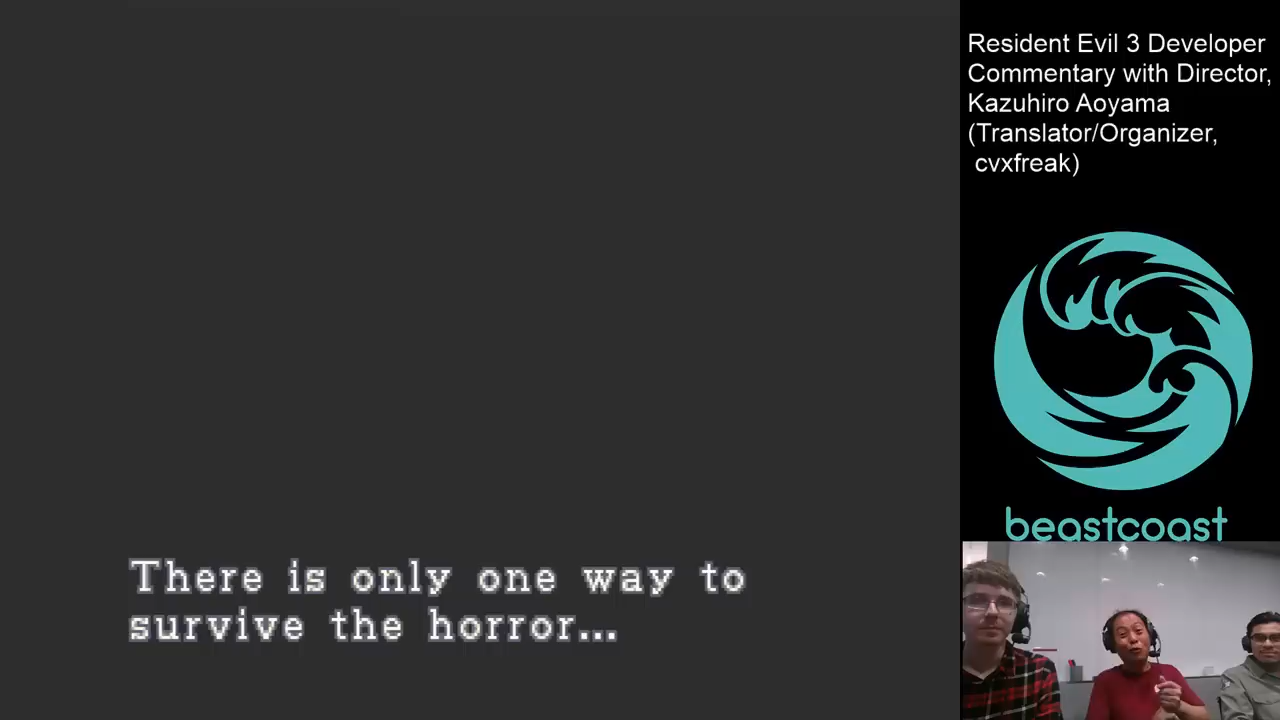 Resident Evil 3 Developer
Commentary with Director,
Kazuhiro Aoyama
(Translator/Organizer,
cvxfreak)
beastcoast
There is only one way to
survive the horror...